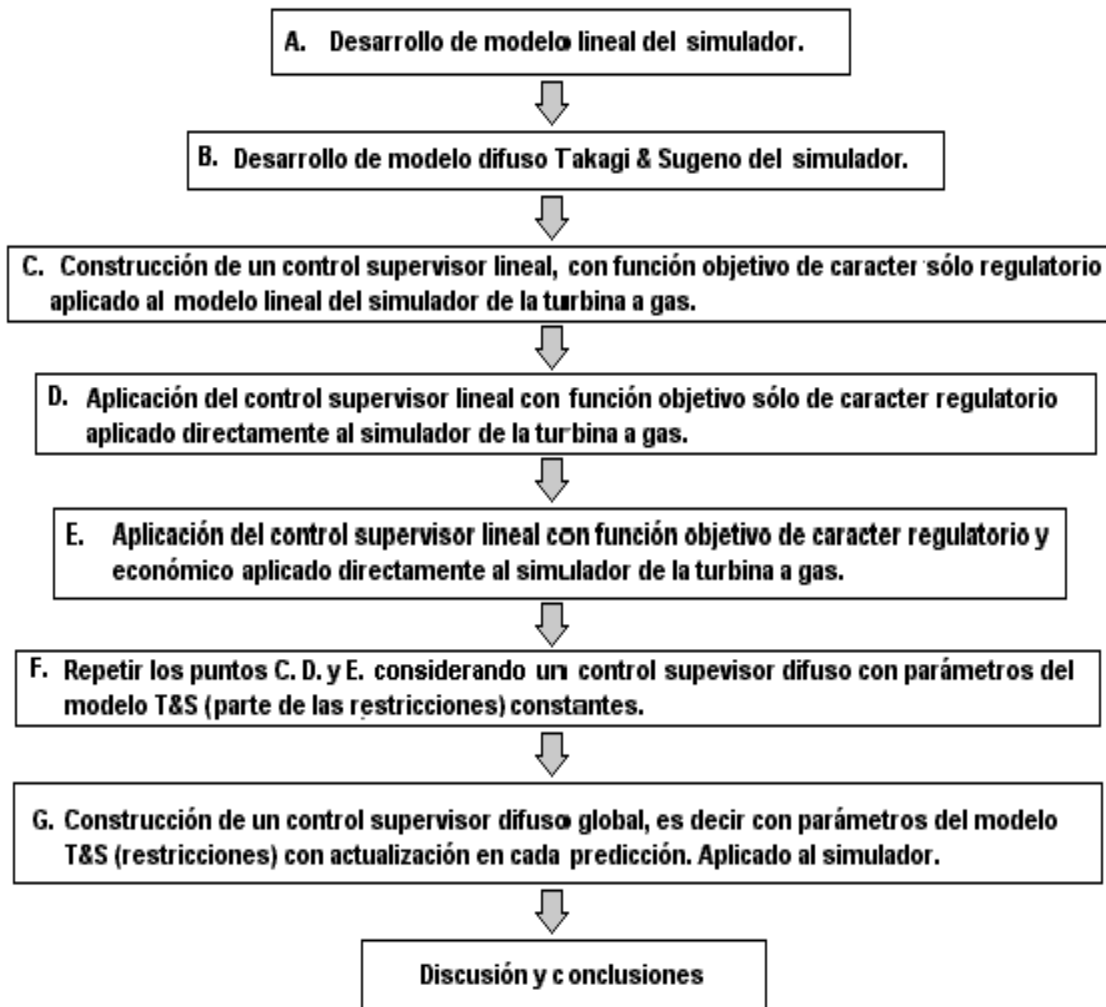 A. Desarrollo de modelo lineal del simulador.
B. Desarrollo de modelo difuso Takagi & Sugeno del simulador.
C. Construcción de un control supervisor lineal, con función objetivo de caracter sólo regulatorio
aplicado al modelo lineal del simulador de la turbina a gas.
D. Aplicación del control supervisor lineal con función objetivo sólo de caracter regulatorio
aplicado directamente al simulador de la turbina a gas.
E. Aplicación del control supervisor lineal con función objetivo de caracter regulatorio y
económico aplicado directamente al simulador de la turbina a gas.
F. Repetir los puntos C. D. y E. considerando un control supevisor difuso con parámetros del
modelo T&S (parte de las restricciones) constantes.
G. Construcción de un control supervisor difuso global, es decir con parámetros del modelo
T&S (restricciones) con actualización en cada predicción. Aplicado al simulador.
Discusión y conclusiones